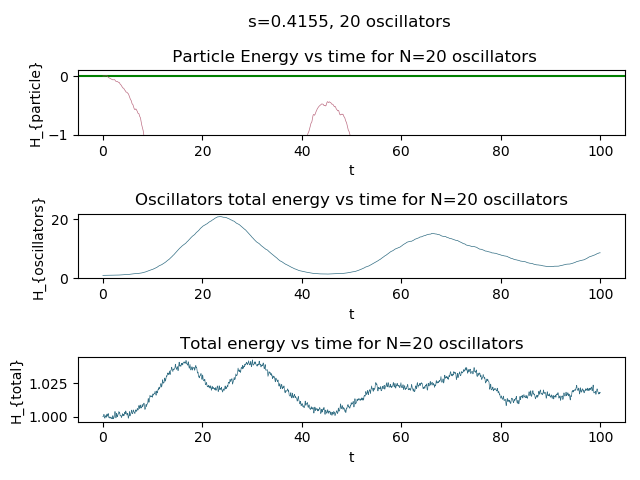 s=0.4155, 20 oscillators
Particle Energy vs time for N=20 oscillators
H_{particle}
0
−1
0 20 40 60 80 100
t
Oscillators total energy vs time for N=20 oscillators
H_{oscillators}
20
0
0 20 40 60 80 100
t
Total energy vs time for N=20 oscillators
H_{total}
1.025
1.000
0 20 40 60 80 100
t